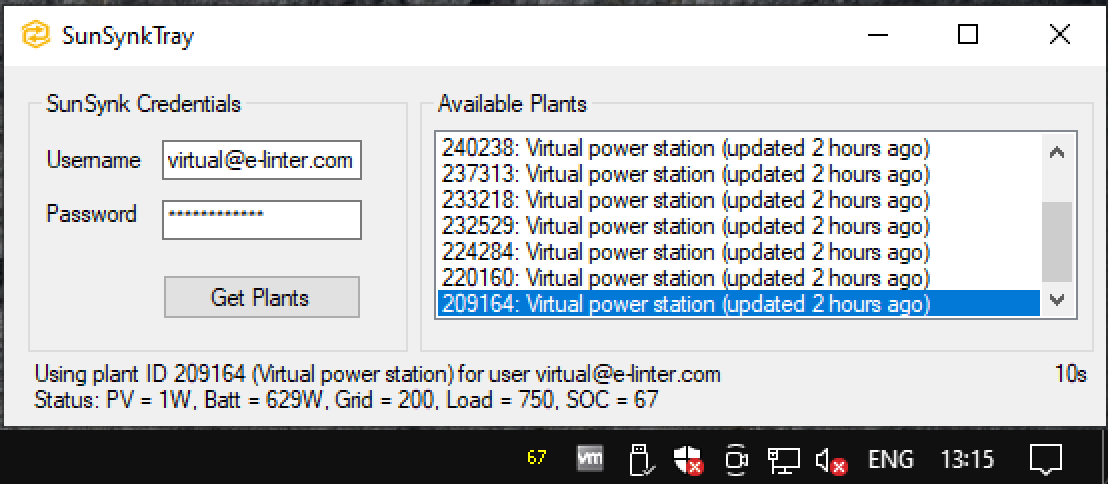 SunSynkTray
SunSynk Credentials
Username
virtual@e-linter.com
Password
************
Get Plants
Available Plants
240238: Virtual power station (updated 2 hours ago)
237313: Virtual power station (updated 2 hours ago)
233218: Virtual power station (updated 2 hours ago)
232529: Virtual power station (updated 2 hours ago)
224284: Virtual power station (updated 2 hours ago)
220160: Virtual power station (updated 2 hours ago)
209164: Virtual power station (updated 2 hours ago)
Using plant ID 209164 (Virtual power station) for user virtual@e-linter.com
10s
Status: PV = 1W, Batt = 629W, Grid = 200, Load = 750, SOC = 67
67
vm
ENG
13:15